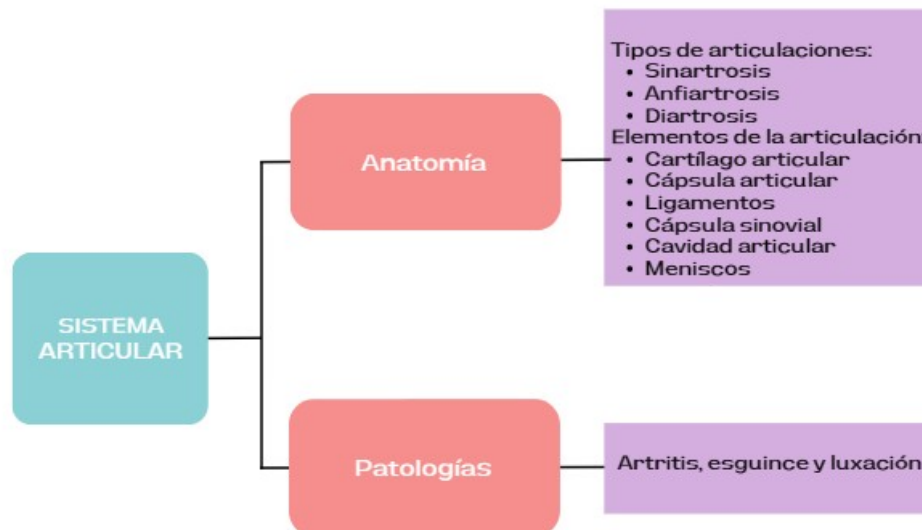 SISTEMA
ARTICULAR
Anatomía
Tipos de articulaciones:
• Sinartrosis
• Anfiartrosis
• Diartrosis
Elementos de la articulación
• Cartílago articular
• Cápsula articular
• Ligamentos
• Cápsula sinovial
• Cavidad articular
• Meniscos
Patologías
Artritis, esguince y luxación